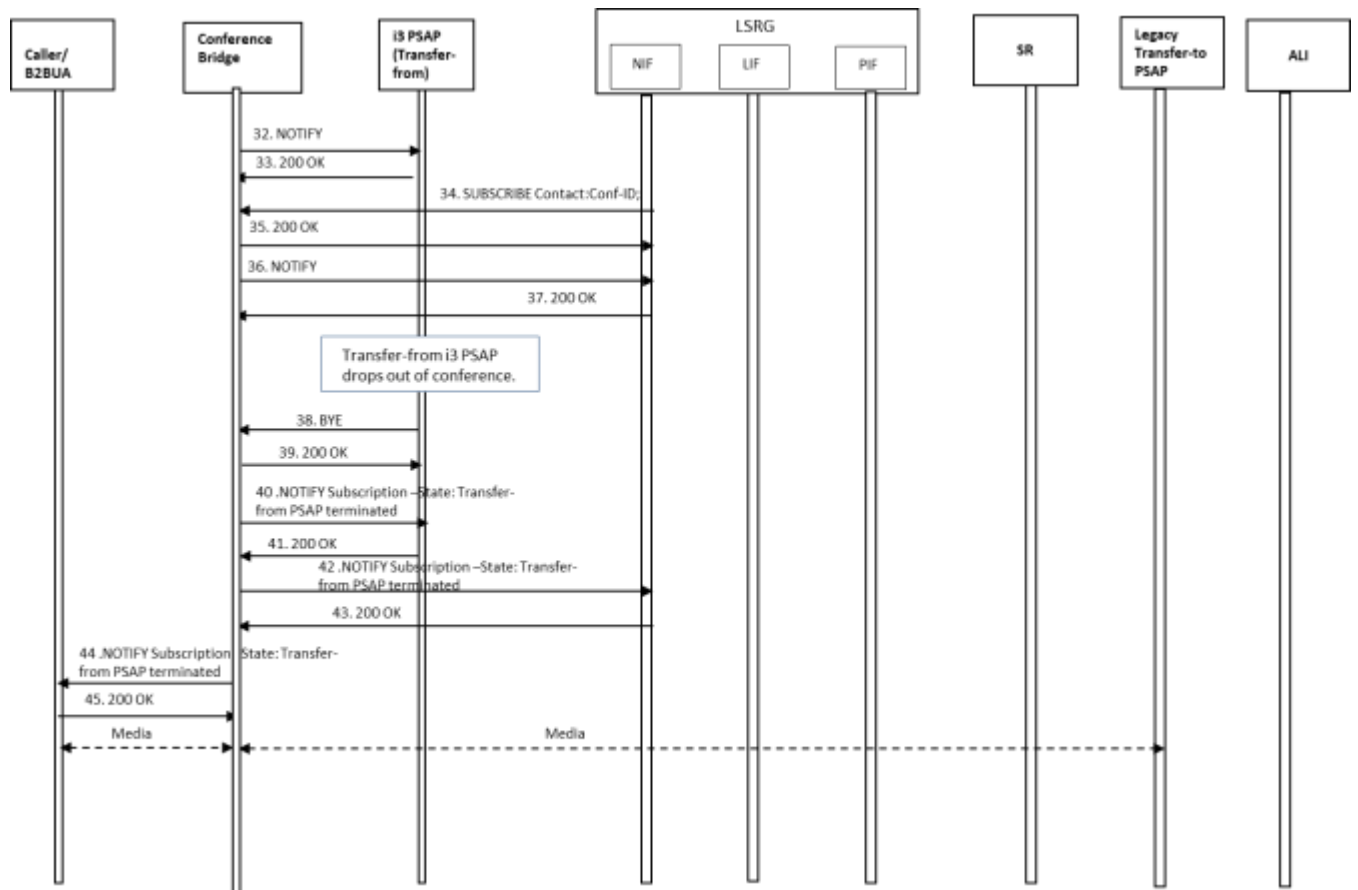 Caller/
B2BUA
Conference
Bridge
i3 PSAP
(Transfer-
from)
LSRG
NIF
LIF
PIF
SR
Legacy
Transfer-to
PSAP
ALI
32. NOTIFY
33. 200 OK
34. SUBSCRIBE Contact:Conf-ID;
35. 200 OK
36. NOTIFY
37. 200 OK
Transfer-from i3 PSAP
drops out of conference.
38. BYE
39. 200 OK
40 .NOTIFY Subscription –State: Transfer-
from PSAP terminated
41. 200 OK
42 .NOTIFY Subscription –State: Transfer-
from PSAP terminated
43. 200 OK
44 .NOTIFY Subscription State: Transfer-
from PSAP terminated
45. 200 OK
Media
Media